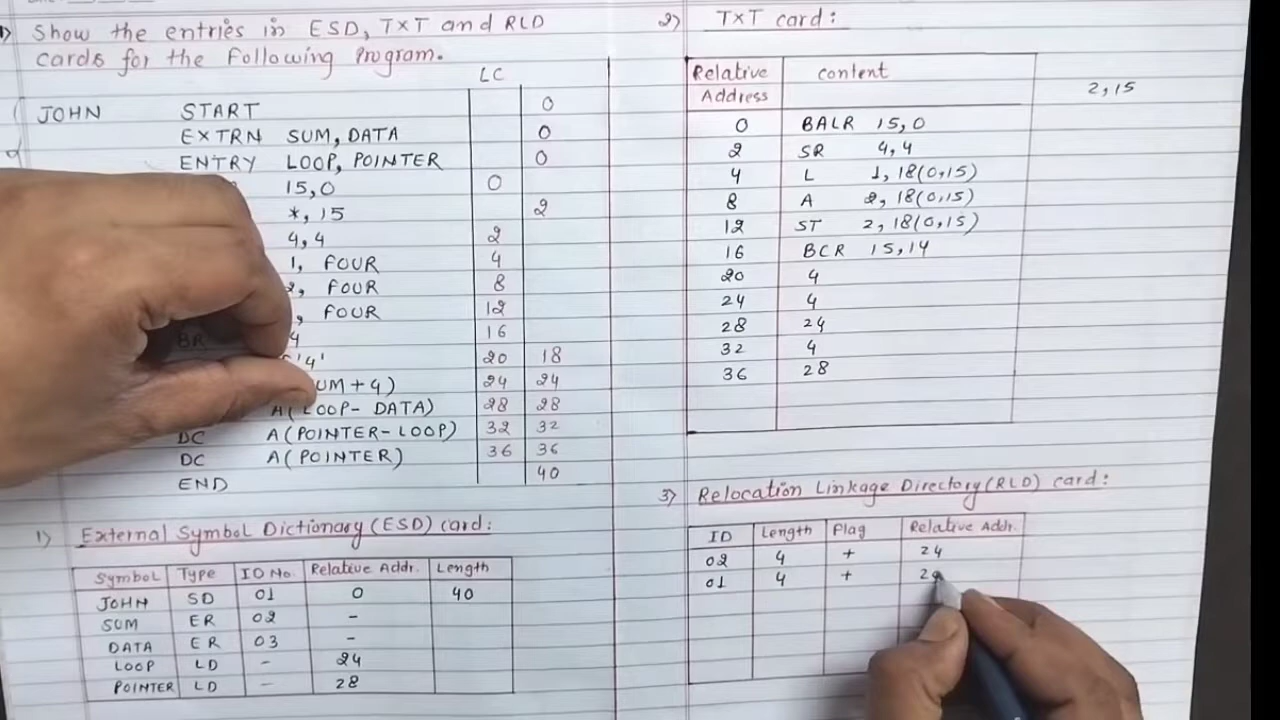 1) Show the entries in ESD, TXT and RLD
cards for the following Program.
LC
JOHN START 0
EXTRN SUM, DATA 0
ENTRY LOOP, POINTER 0
15,0 0
*, 15 2
4,4 2
1, FOUR 4
2, FOUR 8
, FOUR 12
BR 4 16
'4' 20 18
UM + 4) 24 24
A(LOOP- DATA) 28 28
DC A(POINTER-LOOP) 32 32
DC A(POINTER) 36 36
END 40
1) External Symbol Dictionary (ESD) card:
Symbol Type ID No. Relative Addr. Length
JOHN SD 01 0 40
SUM ER 02 -
DATA ER 03 -
LOOP LD - 24
POINTER LD - 28
2) TXT card:
Relative Address content
2,15
0 BALR 15,0
2 SR 4,4
4 L 1, 18(0,15)
8 A 2, 18(0,15)
12 ST 2, 18(0,15)
16 BCR 15,14
20 4
24 4
28 24
32 4
36 28
3) Relocation Linkage Directory(RLD) card:
ID Length Flag Relative Addr.
02 4 + 24
01 4 +